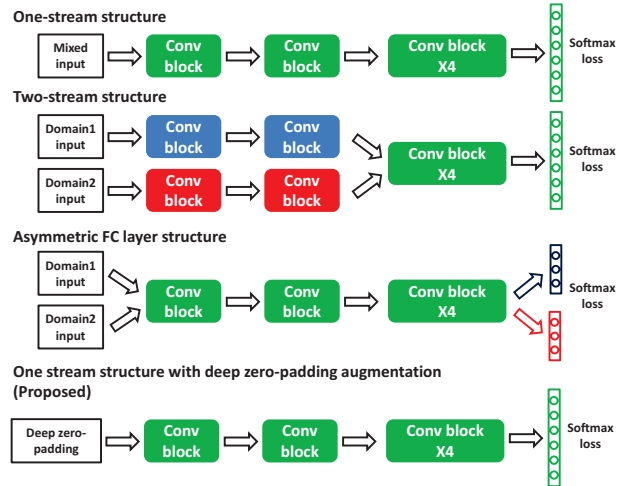 One-stream structure
Mixed input
Conv block
Conv block
Conv block X4
Softmax loss
Two-stream structure
Domain1 input
Conv block
Conv block
Domain2 input
Conv block
Conv block
Conv block X4
Softmax loss
Asymmetric FC layer structure
Domain1 input
Domain2 input
Conv block
Conv block
Conv block X4
Softmax loss
One stream structure with deep zero-padding augmentation
(Proposed)
Deep zero-padding
Conv block
Conv block
Conv block X4
Softmax loss